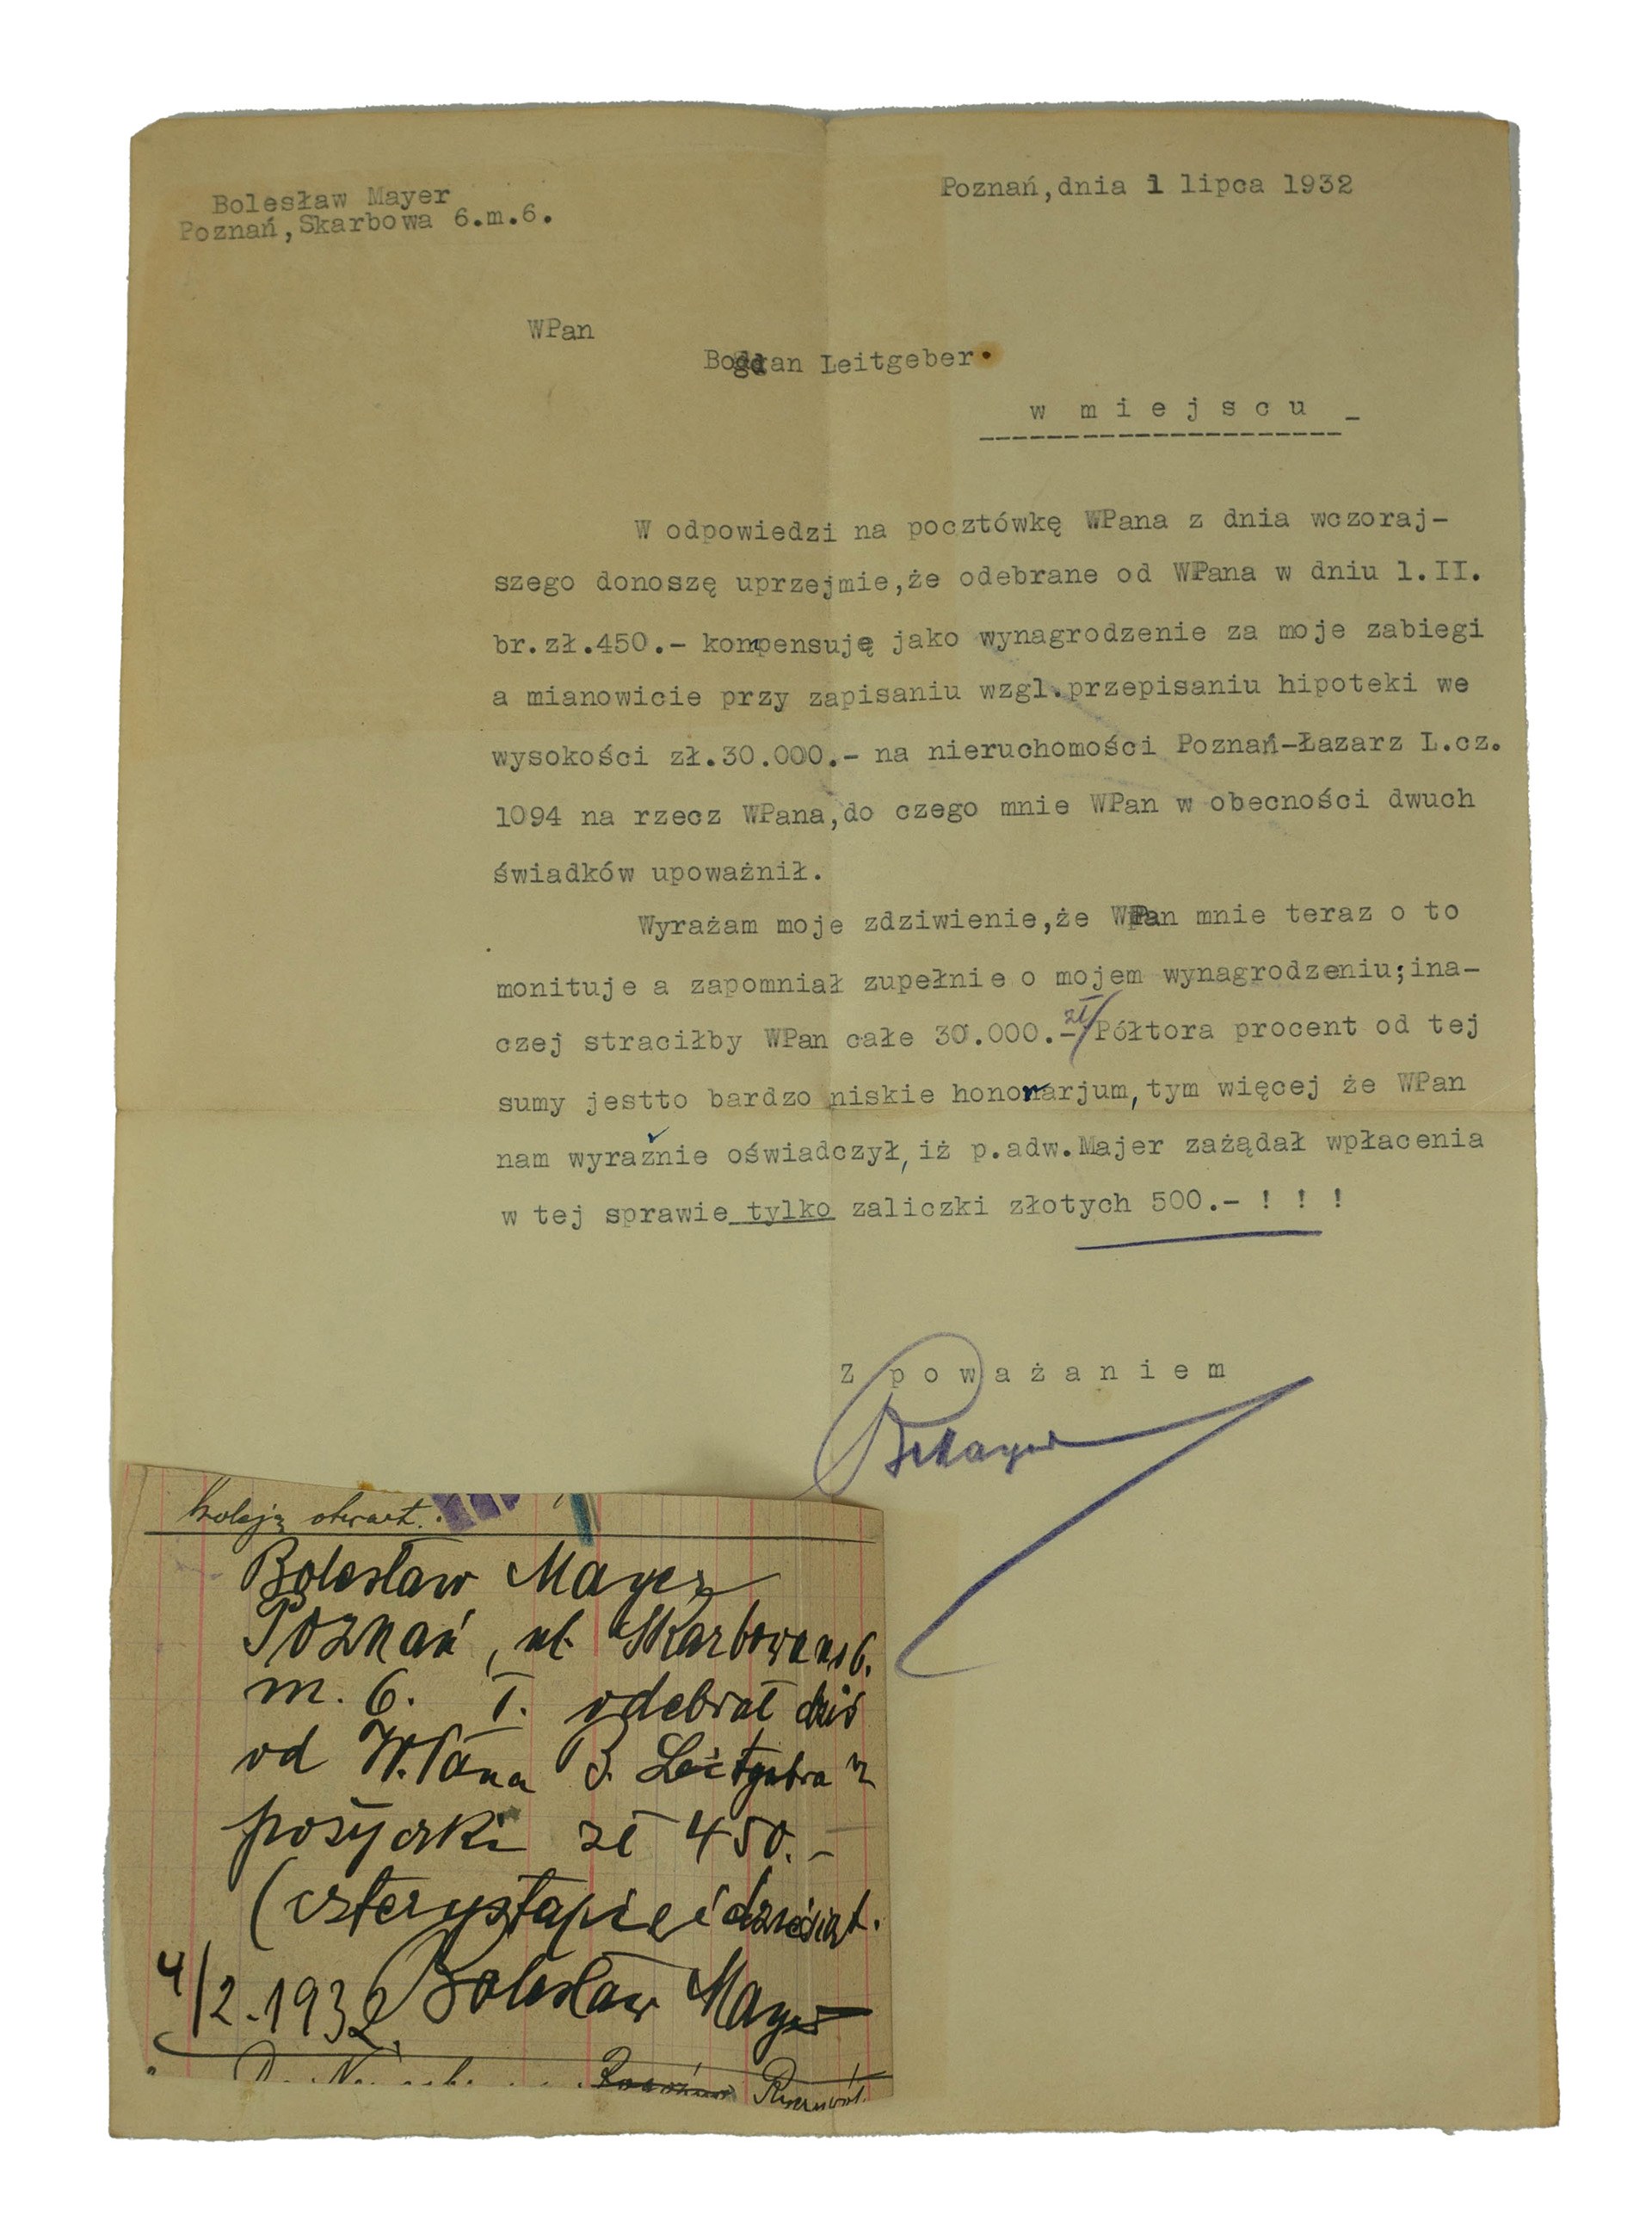 Bolesław Mayer
Poznań,Skarbowa 6.m.6.
Poznań,dnia 1 lipca 1932
WPan
Bogdan Leitgeber.
w miejscu
W odpowiedzi na pocztówkę WPana z dnia wczoraj-
szego donoszę uprzejmie,że odebrane od WPana w dniu 1.II.
br.zł.450.- kompensuję jako wynagrodzenie za moje zabiegi
a mianowicie przy zapisaniu wzgl.przepisaniu hipoteki we
wysokości zł.30.000.- na nieruchomości Poznań-Łazarz L.cz.
1094 na rzecz WPana,do czego mnie WPan w obecności dwuch
świadków upoważnił.
Wyrażam moje zdziwienie,że WPan mnie teraz o to
monituje a zapomniał zupełnie o mojem wynagrodzeniu;ina-
czej straciłby WPan całe 30.000.- zł/ Półtora procent od tej
sumy jestto bardzo niskie honorarjum, tym więcej że WPan
nam wyraźnie oświadczył, iż p.adw.Majer zażądał wpłacenia
w tej sprawie tylko zaliczki złotych 500.- ! ! !
Z poważaniem
BMayer
koleją otwart.
Bolesław Mayer
Poznań, ul. Skarbowa 6.
m. 6. odebrał dziś
od W.Pana B. Leitgebra
pożyczki zł 450.-
(czterystapięćdziesiąt.
4/2.1932 Bolesław Mayer